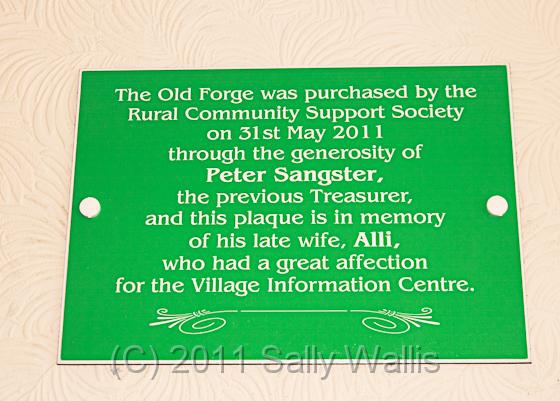 The Old Forge was purchased by the
Rural Community Support Society
on 31st May 2011
through the generosity of
Peter Sangster,
the previous Treasurer,
and this plaque is in memory
of his late wife, Alli,
who had a great affection
for the Village Information Centre.
(C) 2011 Sally Wallis